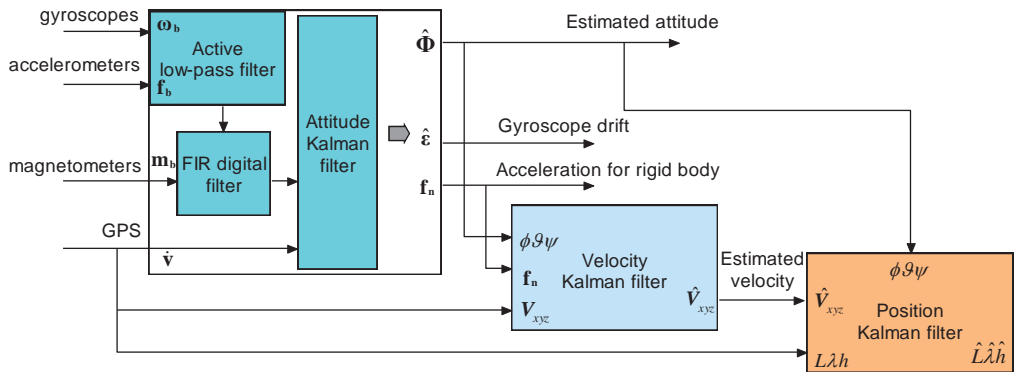 gyroscopes
ω_b
Active
low-pass filter
accelerometers
f_b
magnetometers
m_b
FIR digital
filter
Attitude
Kalman
filter
GPS
v̇
Φ̂
Estimated attitude
ε̂
Gyroscope drift
f_n
Acceleration for rigid body
ϕϑψ
f_n
V_xyz
Velocity
Kalman filter
V̂_xyz
Estimated
velocity
ϕϑψ
V̂_xyz
Position
Kalman filter
Lλh
L̂λ̂ĥ